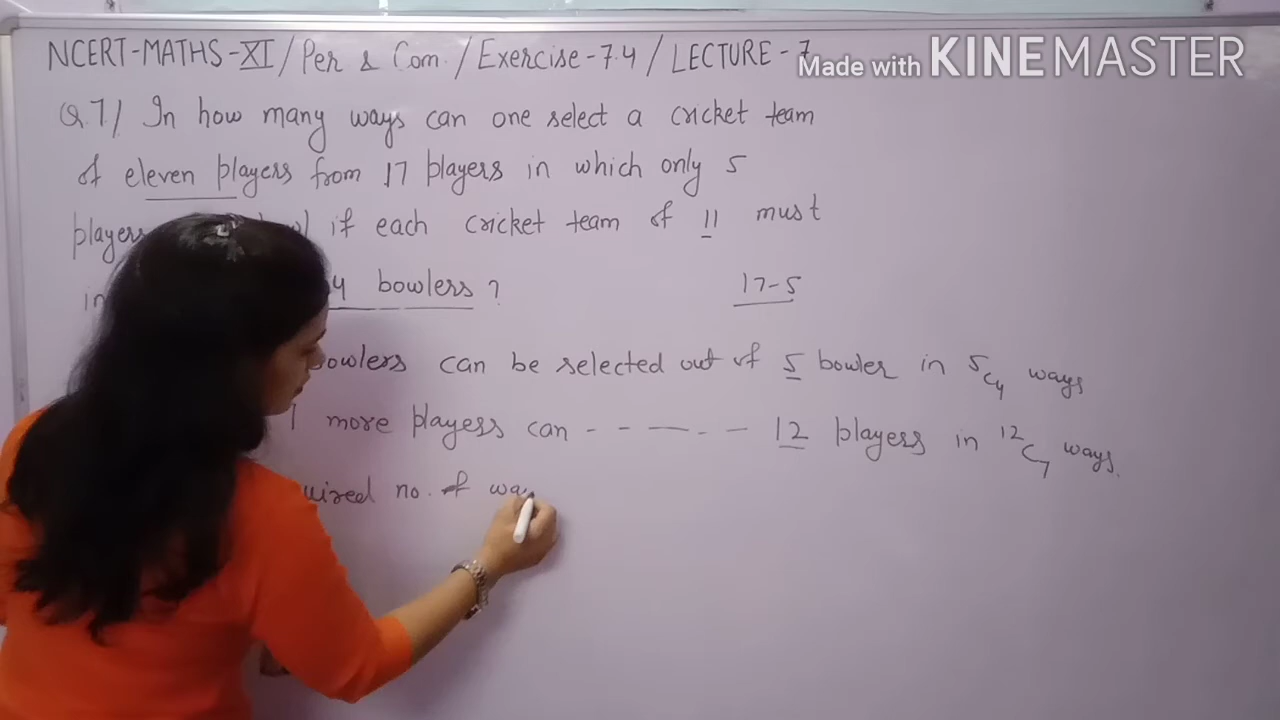 NCERT-MATHS-XI / Per & Com. / Exercise-7.4 / LECTURE-7
Made with KINEMASTER
Q.7/ In how many ways can one select a cricket team
of eleven players from 17 players in which only 5
players if each cricket team of 11 must
in 4 bowlers ?
17-5
bowlers can be selected out of 5 bowler in ⁵C₄ ways
more players can - - - - - 12 players in ¹²C₇ ways.
no. of way